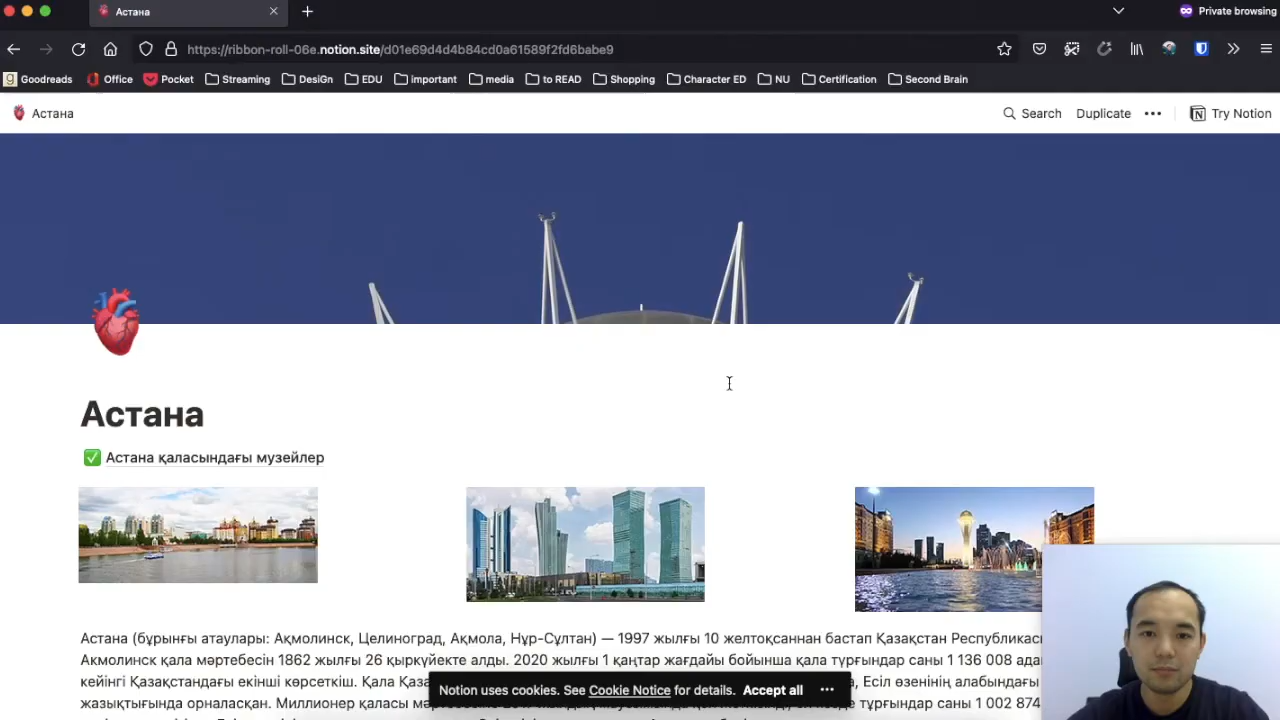 Астана
Private browsing
https://ribbon-roll-06e.notion.site/d01e69d4d4b84cd0a61589f2fd6babe9
Goodreads Office Pocket Streaming DesiGn EDU important media to READ Shopping Character ED NU Certification Second Brain
Астана Search Duplicate Try Notion
Астана
Астана қаласындағы музейлер
Астана (бұрынғы атаулары: Ақмолинск, Целиноград, Ақмола, Нұр-Сұлтан) — 1997 жылғы 10 желтоқсаннан бастап Қазақстан
Акмолинск қала мәртебесін 1862 жылғы 26 қыркүйекте алды. 2020 жылғы 1 қаңтар жағдайы бойынша қала тұрғындар саны 1 136 008
кейінгі Қазақстандағы екінші көрсеткіш. Қала Есіл өзенінің алабындағы
Notion uses cookies. See Cookie Notice for details. Accept all
жазықтығында орналасқан. Миллионер қаласы 1 002 874